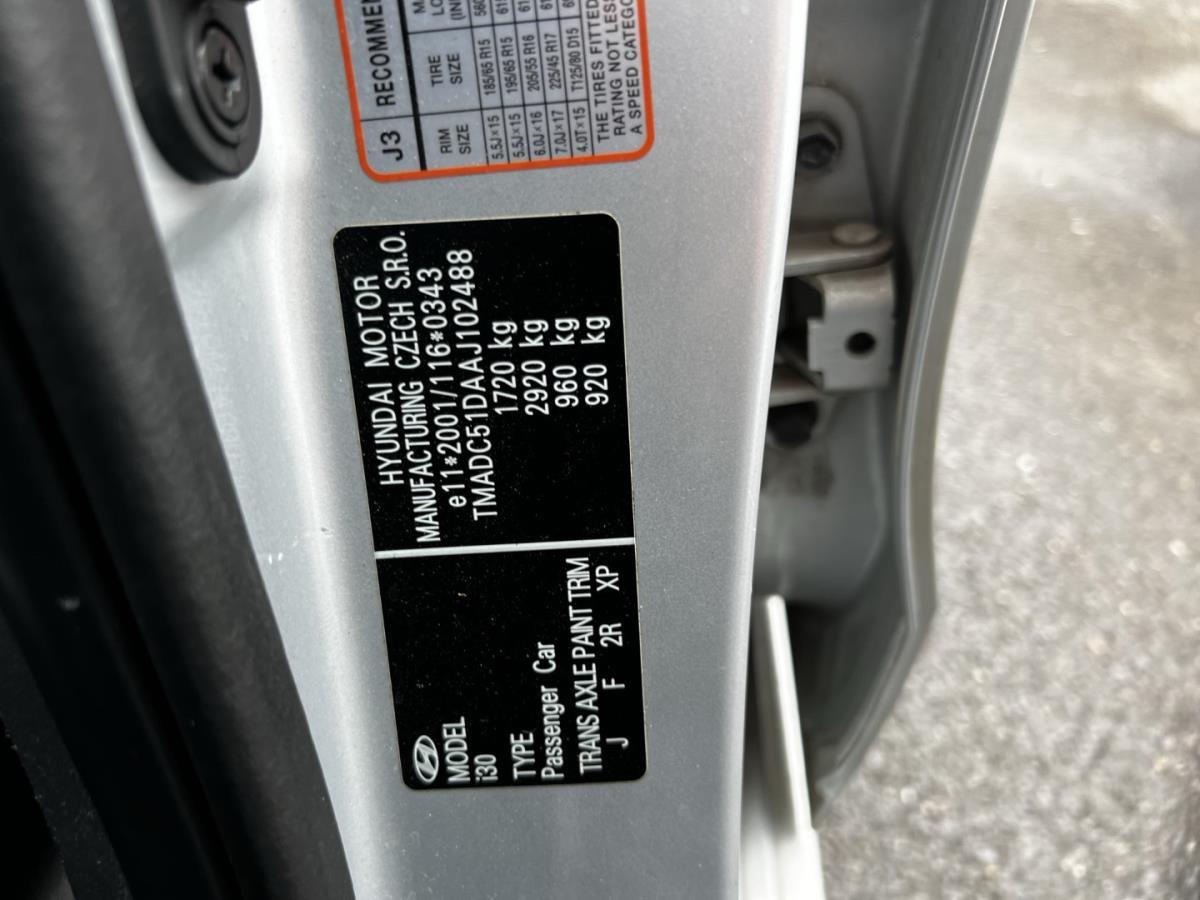 J3 RECOMMEN
RIM SIZE TIRE SIZE
5.5J×15 185/65 R15
5.5J×15 195/65 R15
6.0J×16 205/55 R16
7.0J×17 225/45 R17
4.0T×15 T125/80 D15
THE TIRES FITTED
RATING NOT LESS
A SPEED CATEGO
HYUNDAI MOTOR
MANUFACTURING CZECH S.R.O.
e11*2001/116*0343
TMADC51DAAJ102488
1720 kg
2920 kg
960 kg
920 kg
MODEL
i30
TYPE
Passenger Car
TRANS AXLE PAINT TRIM
J F 2R XP